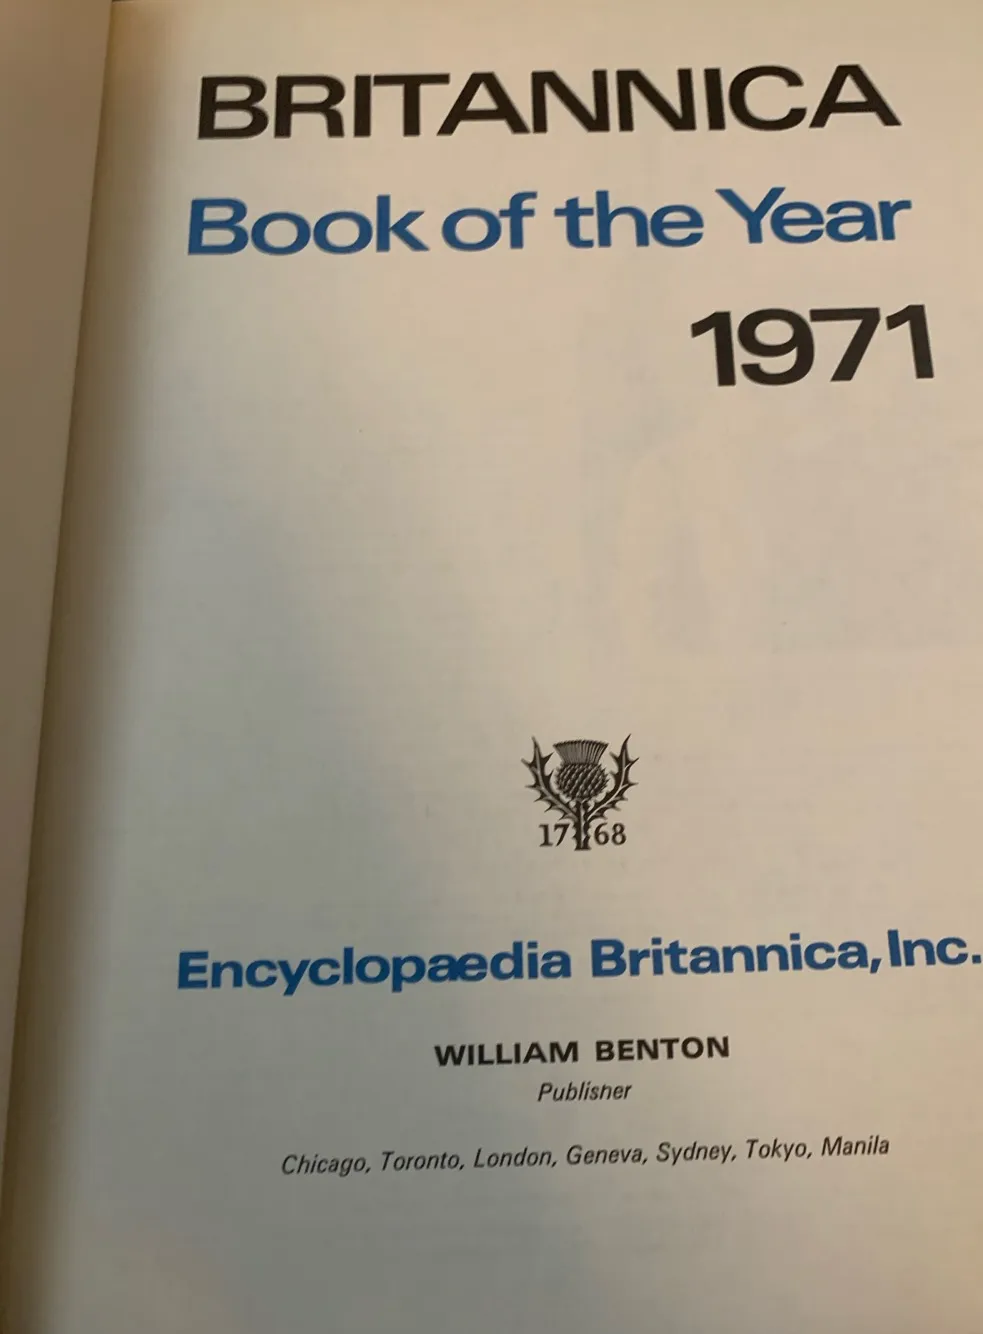 BRITANNICA
Book of the Year
1971
1768
Encyclopaedia Britannica, Inc.
WILLIAM BENTON
Publisher
Chicago, Toronto, London, Geneva, Sydney, Tokyo, Manila